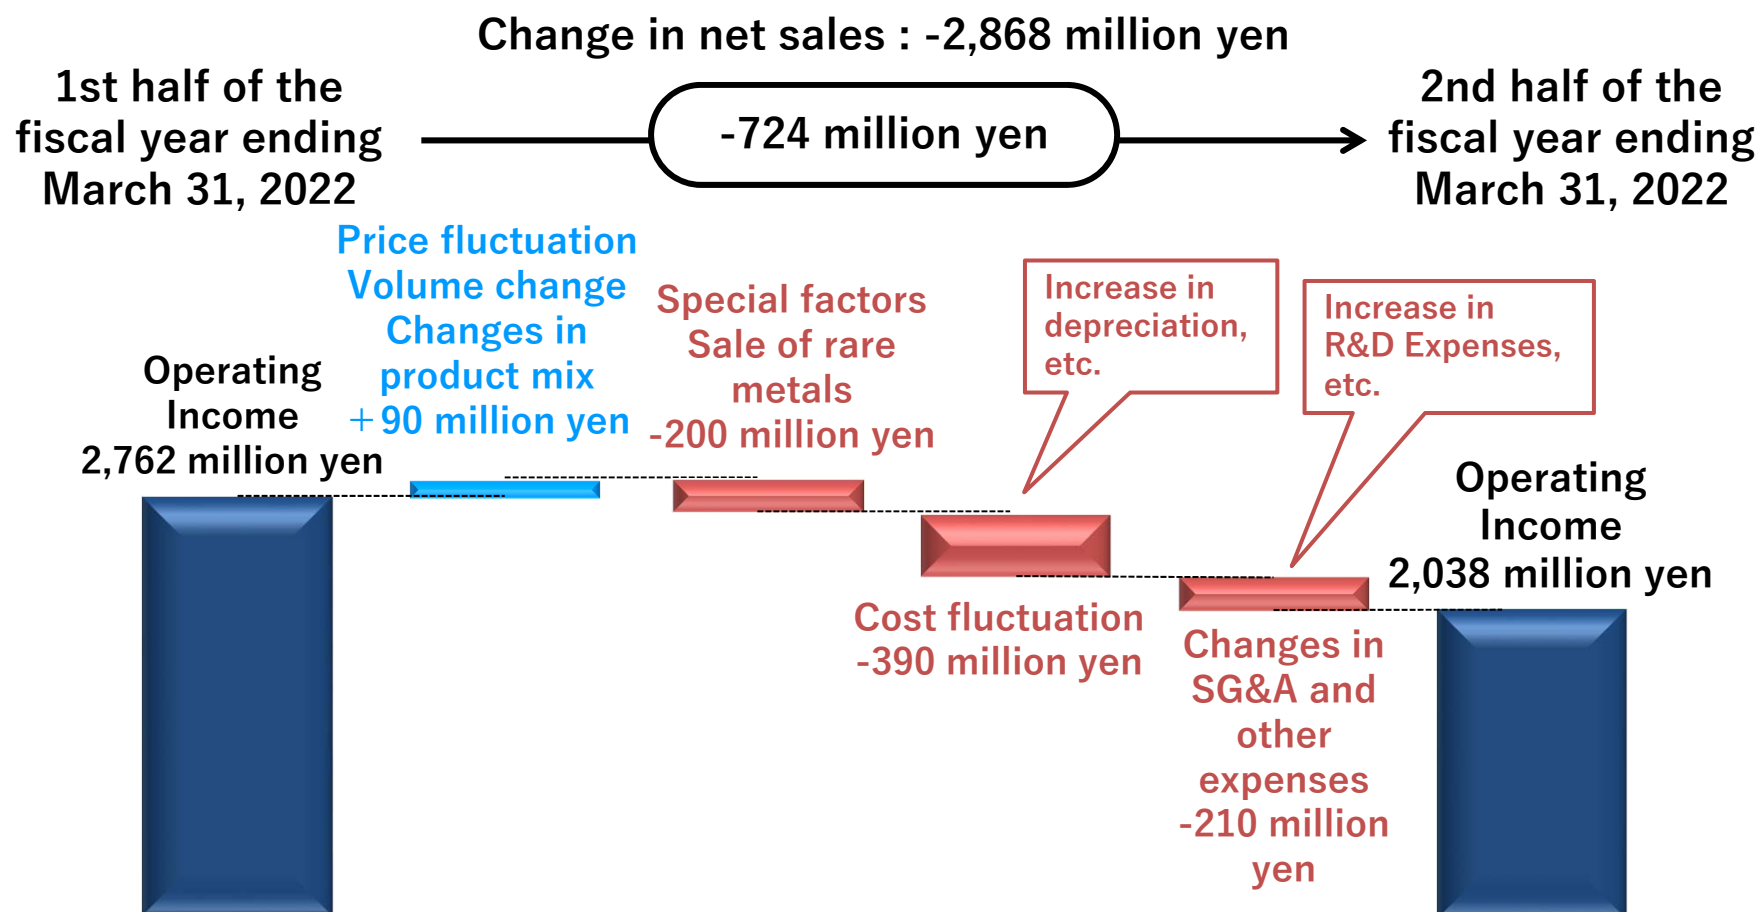 Change in net sales : -2,868 million yen
1st half of the
fiscal year ending
March 31, 2022
-724 million yen
2nd half of the
fiscal year ending
March 31, 2022
Price fluctuation
Volume change
Changes in
product mix
+90 million yen
Special factors
Sale of rare
metals
-200 million yen
Increase in
depreciation,
etc.
Increase in
R&D Expenses,
etc.
Operating
Income
2,762 million yen
Operating
Income
2,038 million yen
Cost fluctuation
-390 million yen
Changes in
SG&A and
other
expenses
-210 million
yen